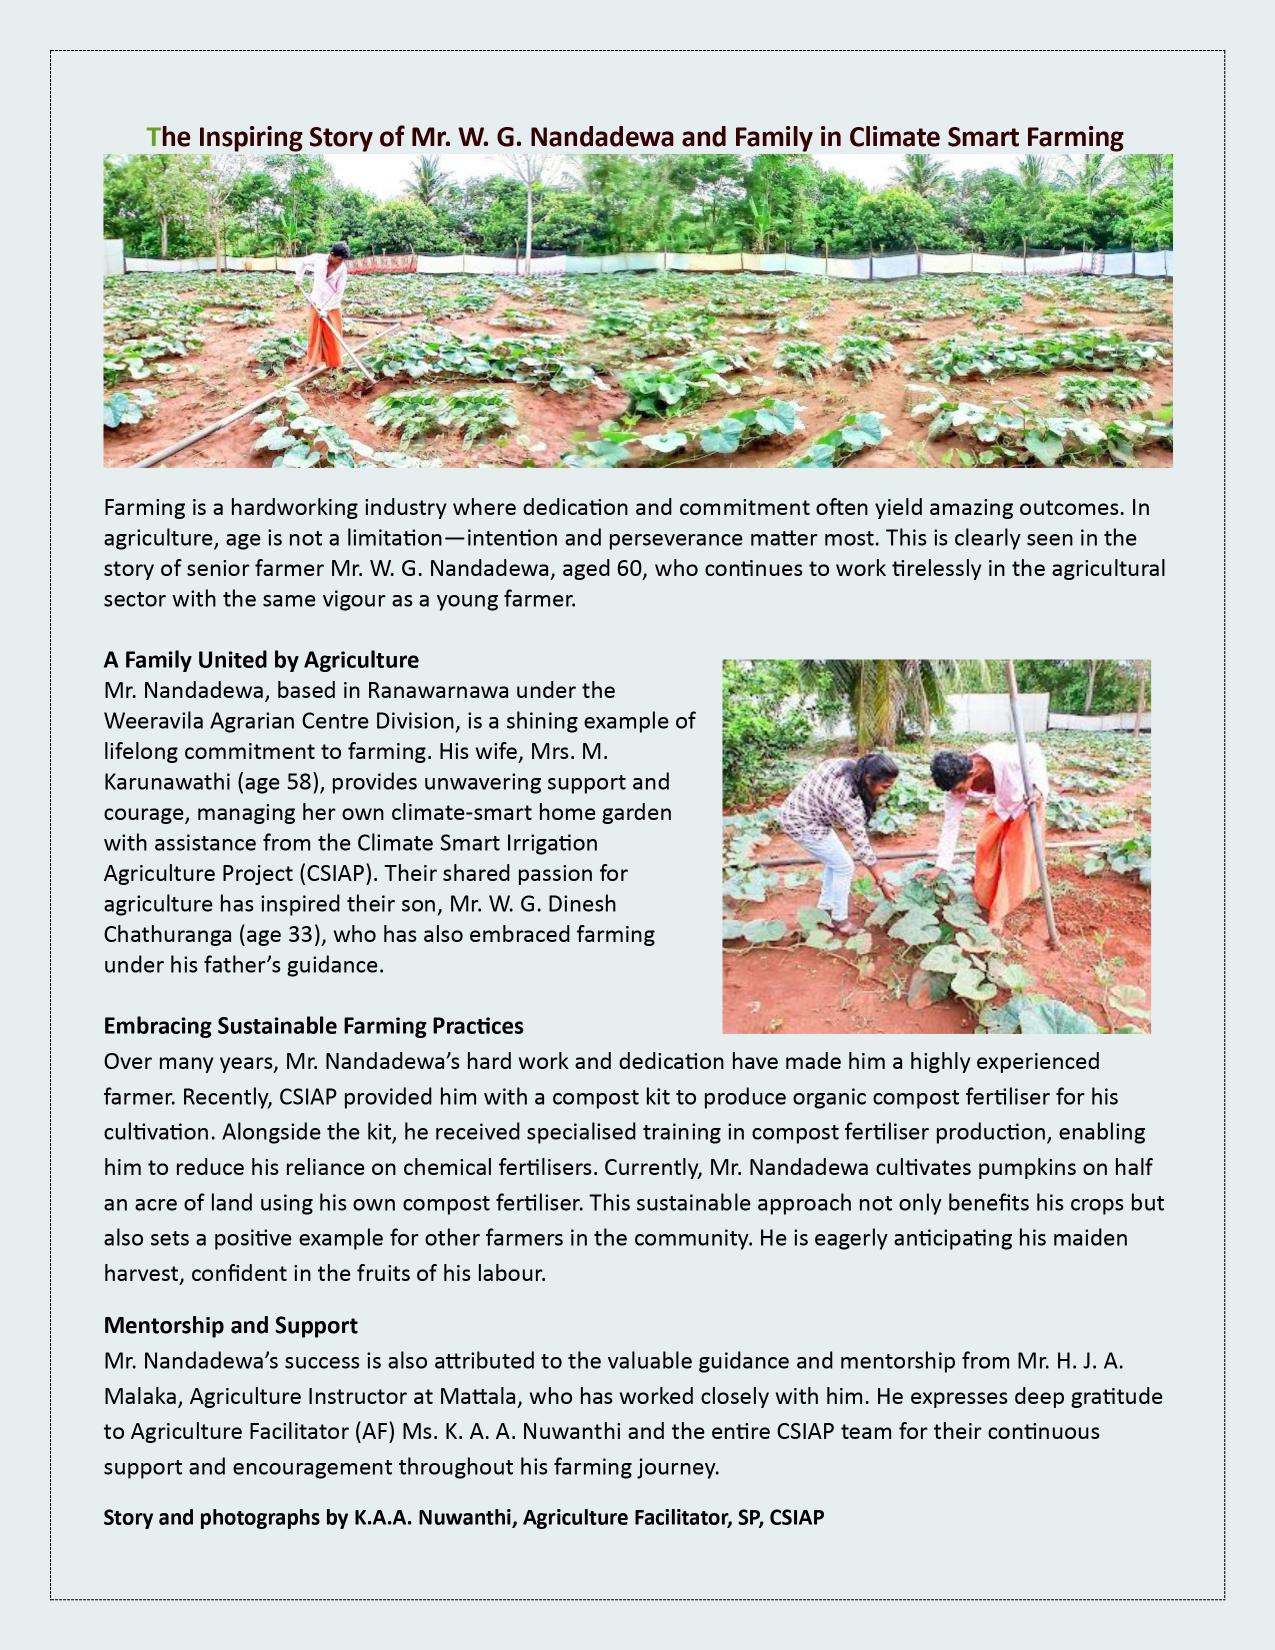 The Inspiring Story of Mr. W. G. Nandadewa and Family in Climate Smart Farming
Farming is a hardworking industry where dedication and commitment often yield amazing outcomes. In
agriculture, age is not a limitation—intention and perseverance matter most. This is clearly seen in the
story of senior farmer Mr. W. G. Nandadewa, aged 60, who continues to work tirelessly in the agricultural
sector with the same vigour as a young farmer.
A Family United by Agriculture
Mr. Nandadewa, based in Ranawarnawa under the
Weeravila Agrarian Centre Division, is a shining example of
lifelong commitment to farming. His wife, Mrs. M.
Karunawathi (age 58), provides unwavering support and
courage, managing her own climate-smart home garden
with assistance from the Climate Smart Irrigation
Agriculture Project (CSIAP). Their shared passion for
agriculture has inspired their son, Mr. W. G. Dinesh
Chathuranga (age 33), who has also embraced farming
under his father’s guidance.
Embracing Sustainable Farming Practices
Over many years, Mr. Nandadewa’s hard work and dedication have made him a highly experienced
farmer. Recently, CSIAP provided him with a compost kit to produce organic compost fertiliser for his
cultivation. Alongside the kit, he received specialised training in compost fertiliser production, enabling
him to reduce his reliance on chemical fertilisers. Currently, Mr. Nandadewa cultivates pumpkins on half
an acre of land using his own compost fertiliser. This sustainable approach not only benefits his crops but
also sets a positive example for other farmers in the community. He is eagerly anticipating his maiden
harvest, confident in the fruits of his labour.
Mentorship and Support
Mr. Nandadewa’s success is also attributed to the valuable guidance and mentorship from Mr. H. J. A.
Malaka, Agriculture Instructor at Mattala, who has worked closely with him. He expresses deep gratitude
to Agriculture Facilitator (AF) Ms. K. A. A. Nuwanthi and the entire CSIAP team for their continuous
support and encouragement throughout his farming journey.
Story and photographs by K.A.A. Nuwanthi, Agriculture Facilitator, SP, CSIAP